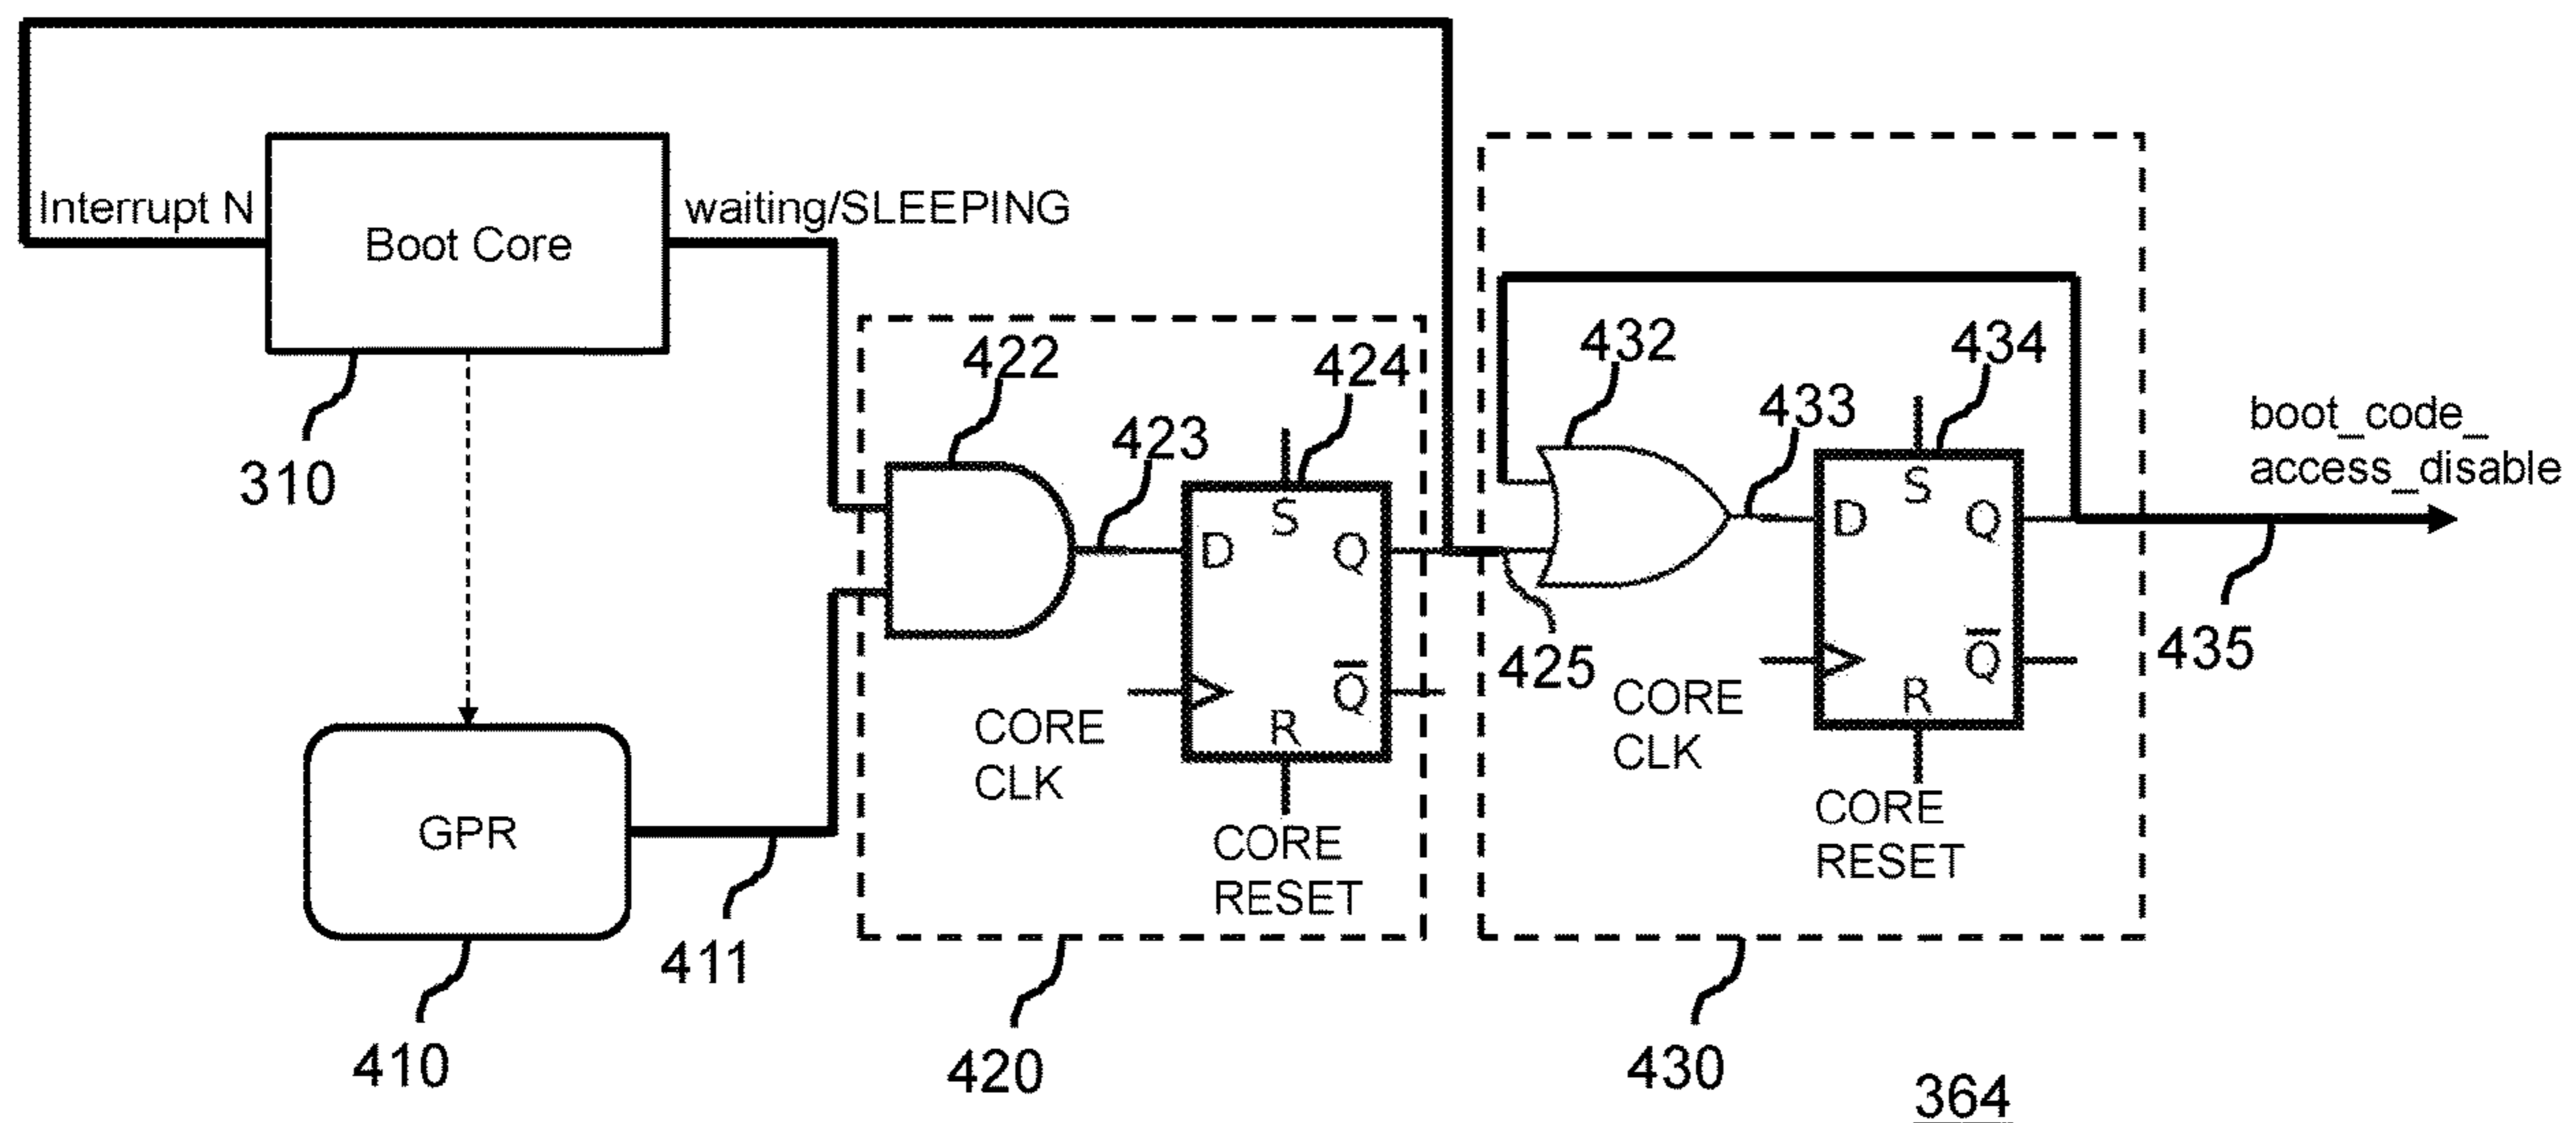 Interrupt N
Boot Core
waiting/SLEEPING
310
422
424
423
S
D
Q
Q̅
R
CORE
CLK
CORE
RESET
425
432
434
433
S
D
Q
Q̅
R
CORE
CLK
CORE
RESET
boot_code_
access_disable
435
GPR
411
410
420
430
364